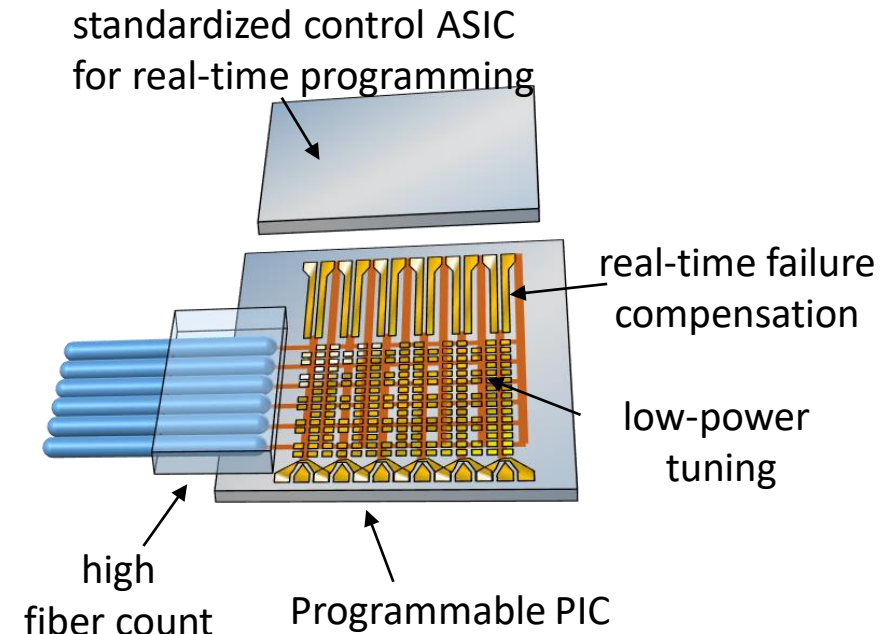 standardized control ASIC
for real-time programming
real-time failure
compensation
low-power
tuning
high
fiber count
Programmable PIC